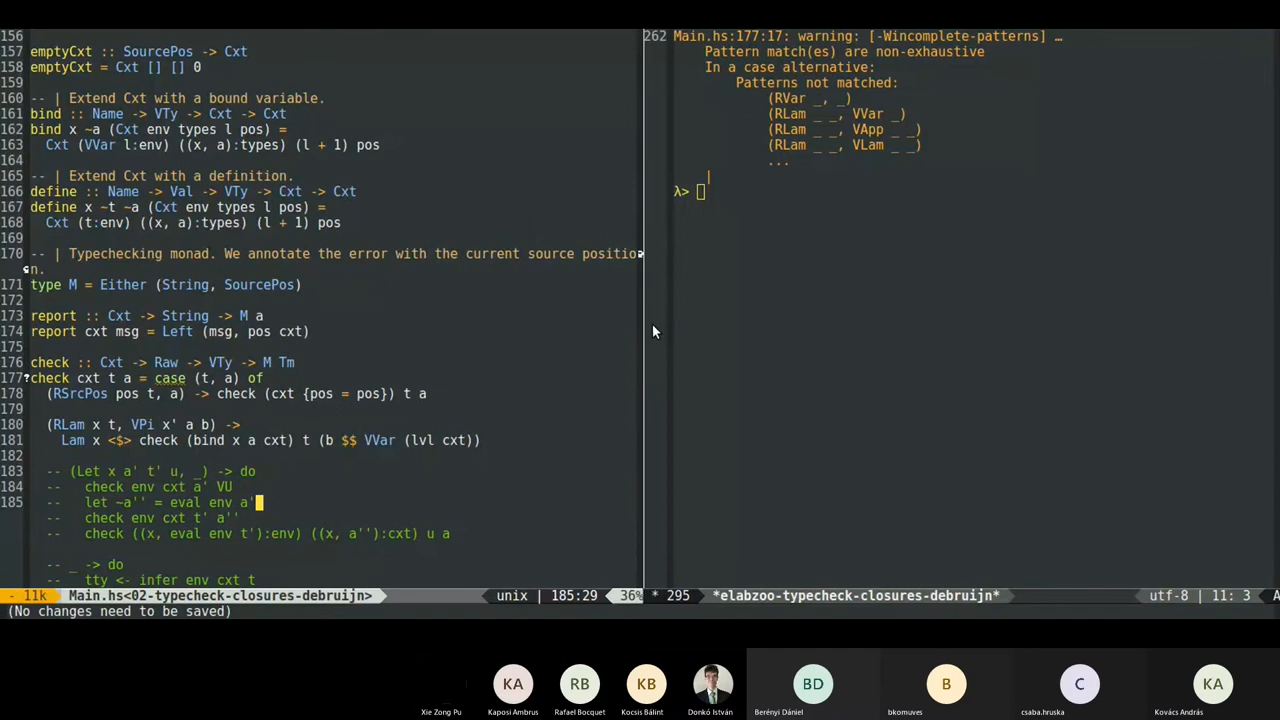 156
157 emptyCxt :: SourcePos -> Cxt
158 emptyCxt = Cxt [] [] 0
159
160 -- | Extend Cxt with a bound variable.
161 bind :: Name -> VTy -> Cxt -> Cxt
162 bind x ~a (Cxt env types l pos) =
163   Cxt (VVar l:env) ((x, a):types) (l + 1) pos
164
165 -- | Extend Cxt with a definition.
166 define :: Name -> Val -> VTy -> Cxt -> Cxt
167 define x ~t ~a (Cxt env types l pos) =
168   Cxt (t:env) ((x, a):types) (l + 1) pos
169
170 -- | Typechecking monad. We annotate the error with the current source positio
n.
171 type M = Either (String, SourcePos)
172
173 report :: Cxt -> String -> M a
174 report cxt msg = Left (msg, pos cxt)
175
176 check :: Cxt -> Raw -> VTy -> M Tm
177?check cxt t a = case (t, a) of
178   (RSrcPos pos t, a) -> check (cxt {pos = pos}) t a
179
180   (RLam x t, VPi x' a b) ->
181     Lam x <$> check (bind x a cxt) t (b $$ VVar (lvl cxt))
182
183   -- (Let x a' t' u, _) -> do
184   --   check env cxt a' VU
185   --   let ~a'' = eval env a'
  --   check env cxt t' a''
  --   check ((x, eval env t'):env) ((x, a''):cxt) u a
  -- _ -> do
  --   tty <- infer env cxt t
- 11k Main.hs<02-typecheck-closures-debruijn> unix | 185:29 36%
(No changes need to be saved)
262 Main.hs:177:17: warning: [-Wincomplete-patterns] …
    Pattern match(es) are non-exhaustive
    In a case alternative:
        Patterns not matched:
            (RVar _, _)
            (RLam _ _, VVar _)
            (RLam _ _, VApp _ _)
            (RLam _ _, VLam _ _)
            ...
    |
λ>
* 295 *elabzoo-typecheck-closures-debruijn* utf-8 | 11: 3 A
KA RB KB BD B C KA
Xie Zong Pu Kaposi Ambrus Rafael Bocquet Kocsis Bálint Donkó István Berényi Dániel bkomuves csaba.hruska Kovács András